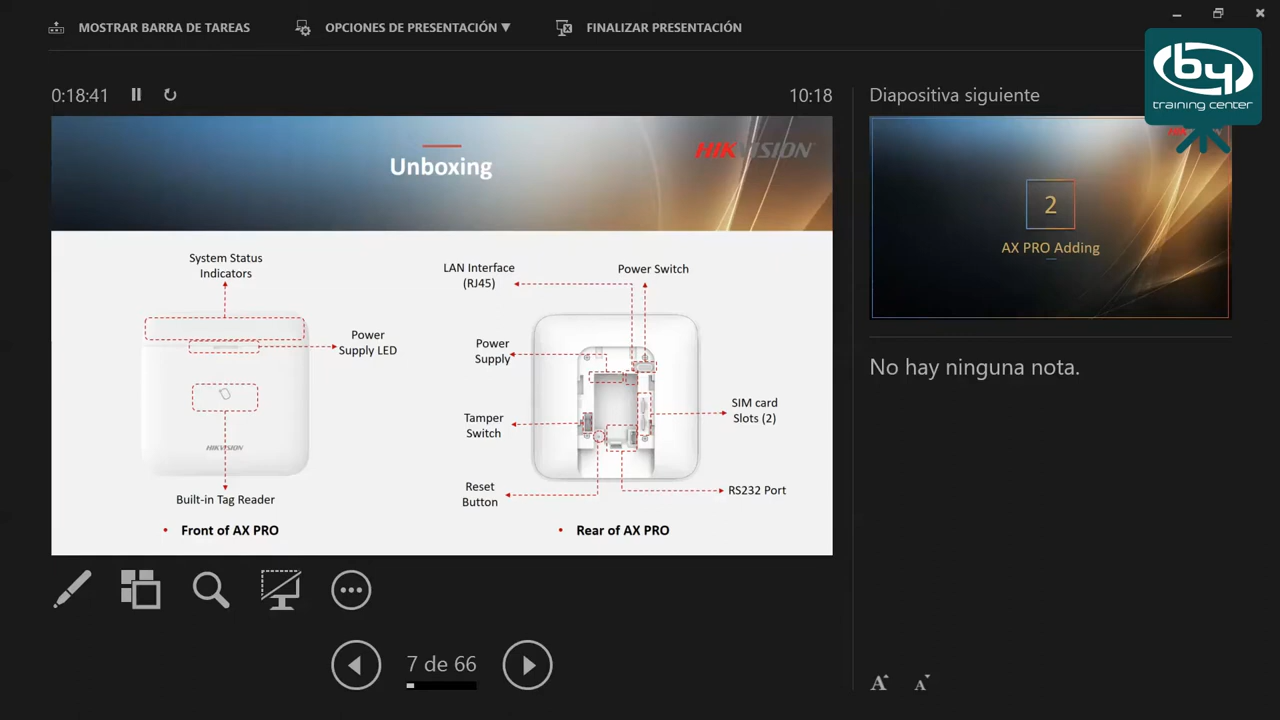 MOSTRAR BARRA DE TAREAS
OPCIONES DE PRESENTACIÓN ▼
FINALIZAR PRESENTACIÓN
by
training center
0:18:41
10:18
Diapositiva siguiente
Unboxing
HIKVISION
System Status
Indicators
Power
Supply LED
HIKVISION
Built-in Tag Reader
• Front of AX PRO
LAN Interface
(RJ45)
Power Switch
Power
Supply
SIM card
Slots (2)
Tamper
Switch
Reset
Button
RS232 Port
• Rear of AX PRO
2
AX PRO Adding
No hay ninguna nota.
7 de 66
A
A